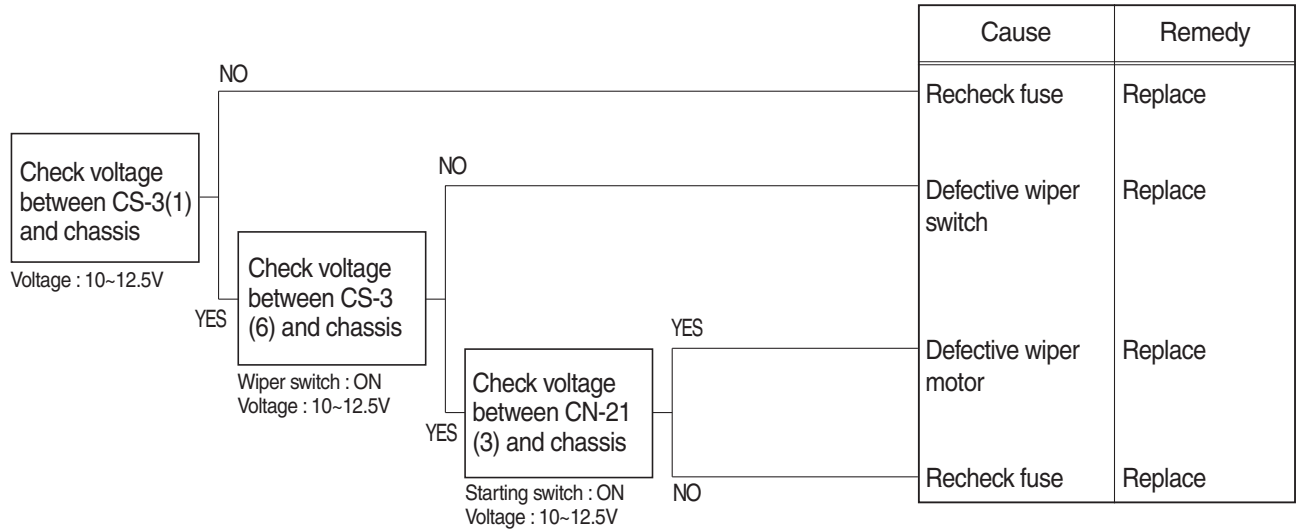 Cause
Remedy
NO
Recheck fuse
Replace
Check voltage
between CS-3(1)
and chassis
Voltage : 10~12.5V
NO
Defective wiper
switch
Replace
YES
Check voltage
between CS-3
(6) and chassis
Wiper switch : ON
Voltage : 10~12.5V
YES
Defective wiper
motor
Replace
YES
Check voltage
between CN-21
(3) and chassis
Starting switch : ON
Voltage : 10~12.5V
NO
Recheck fuse
Replace